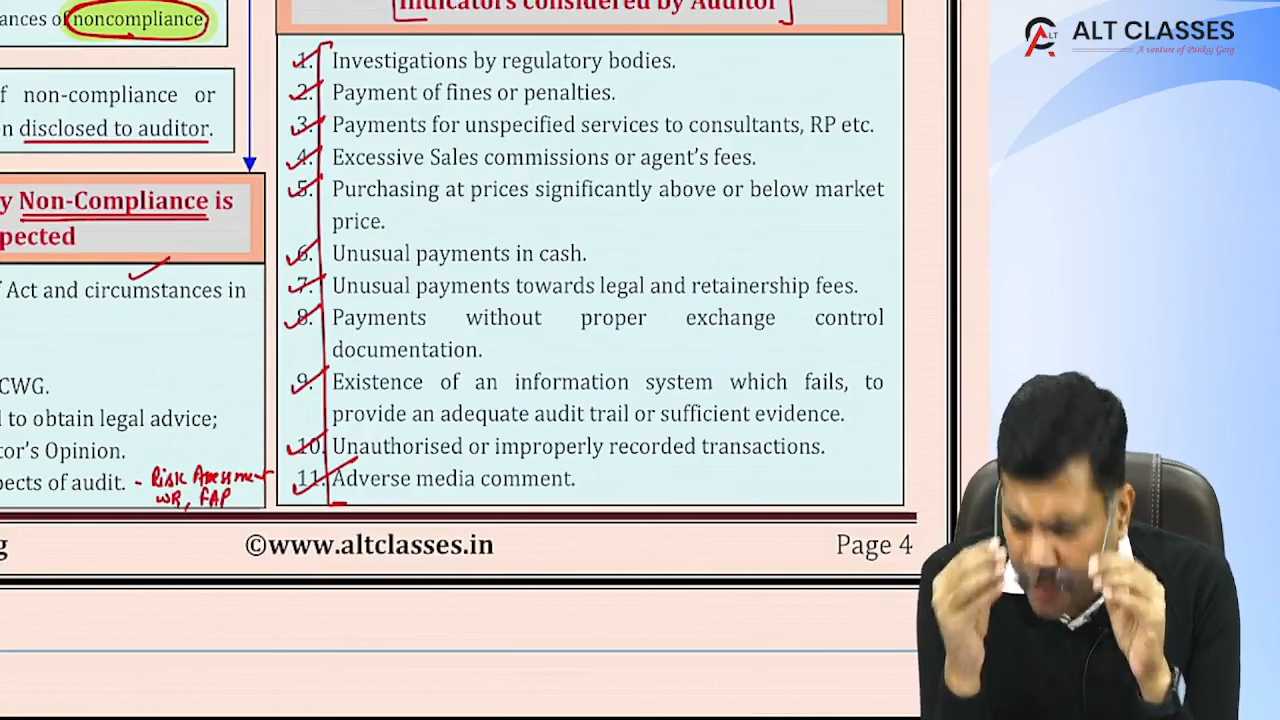 ances of noncompliance.
f non-compliance or
n disclosed to auditor.
y Non-Compliance is
pected
f Act and circumstances in
CWG.
l to obtain legal advice;
tor's Opinion.
pects of audit. - Risk Assessment
WR, FAP
Indicators considered by Auditor
1. Investigations by regulatory bodies.
2. Payment of fines or penalties.
3. Payments for unspecified services to consultants, RP etc.
4. Excessive Sales commissions or agent's fees.
5. Purchasing at prices significantly above or below market
price.
6. Unusual payments in cash.
7. Unusual payments towards legal and retainership fees.
8. Payments without proper exchange control
documentation.
9. Existence of an information system which fails, to
provide an adequate audit trail or sufficient evidence.
10. Unauthorised or improperly recorded transactions.
11. Adverse media comment.
g
©www.altclasses.in
Page 4
ALT
ALT CLASSES
A venture of Pankaj Garg